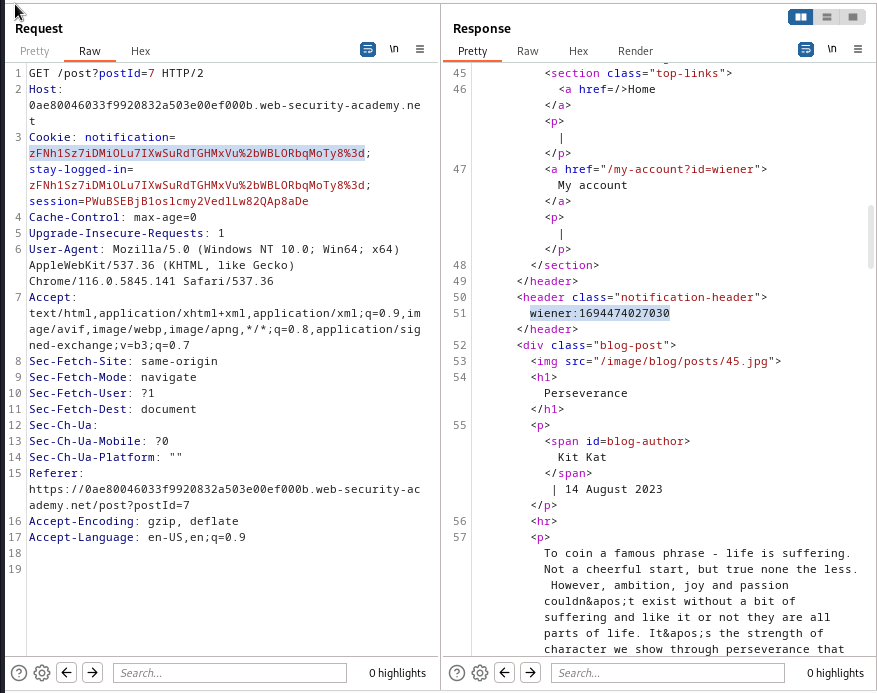 Request
Pretty Raw Hex \n
1 GET /post?postId=7 HTTP/2
2 Host:
0ae80046033f9920832a503e00ef000b.web-security-academy.ne
t
3 Cookie: notification=
zFNh1Sz7iDMiOLu7IXwSuRdTGHMxVu%2bWBLORbqMoTy8%3d;
stay-logged-in=
zFNh1Sz7iDMiOLu7IXwSuRdTGHMxVu%2bWBLORbqMoTy8%3d;
session=PWuBSEBjB1oslcmy2VedlLw82QAp8aDe
4 Cache-Control: max-age=0
5 Upgrade-Insecure-Requests: 1
6 User-Agent: Mozilla/5.0 (Windows NT 10.0; Win64; x64)
AppleWebKit/537.36 (KHTML, like Gecko)
Chrome/116.0.5845.141 Safari/537.36
7 Accept:
text/html,application/xhtml+xml,application/xml;q=0.9,im
age/avif,image/webp,image/apng,*/*;q=0.8,application/sig
ned-exchange;v=b3;q=0.7
8 Sec-Fetch-Site: same-origin
9 Sec-Fetch-Mode: navigate
10 Sec-Fetch-User: ?1
11 Sec-Fetch-Dest: document
12 Sec-Ch-Ua:
13 Sec-Ch-Ua-Mobile: ?0
14 Sec-Ch-Ua-Platform: ""
15 Referer:
https://0ae80046033f9920832a503e00ef000b.web-security-ac
ademy.net/post?postId=7
16 Accept-Encoding: gzip, deflate
17 Accept-Language: en-US,en;q=0.9
18
19
Search... 0 highlights
Response
Pretty Raw Hex Render \n
45 <section class="top-links">
46 <a href=/>Home
</a>
<p>
|
</p>
47 <a href="/my-account?id=wiener">
My account
</a>
<p>
|
</p>
48 </section>
49 </header>
50 <header class="notification-header">
51 wiener:1694474027030
</header>
52 <div class="blog-post">
53 <img src="/image/blog/posts/45.jpg">
54 <h1>
Perseverance
</h1>
55 <p>
<span id=blog-author>
Kit Kat
</span>
| 14 August 2023
</p>
56 <hr>
57 <p>
To coin a famous phrase - life is suffering.
Not a cheerful start, but true none the less.
However, ambition, joy and passion
couldn&apos;t exist without a bit of
suffering and like it or not they are all
parts of life. It&apos;s the strength of
character we show through perseverance that
Search... 0 highlights